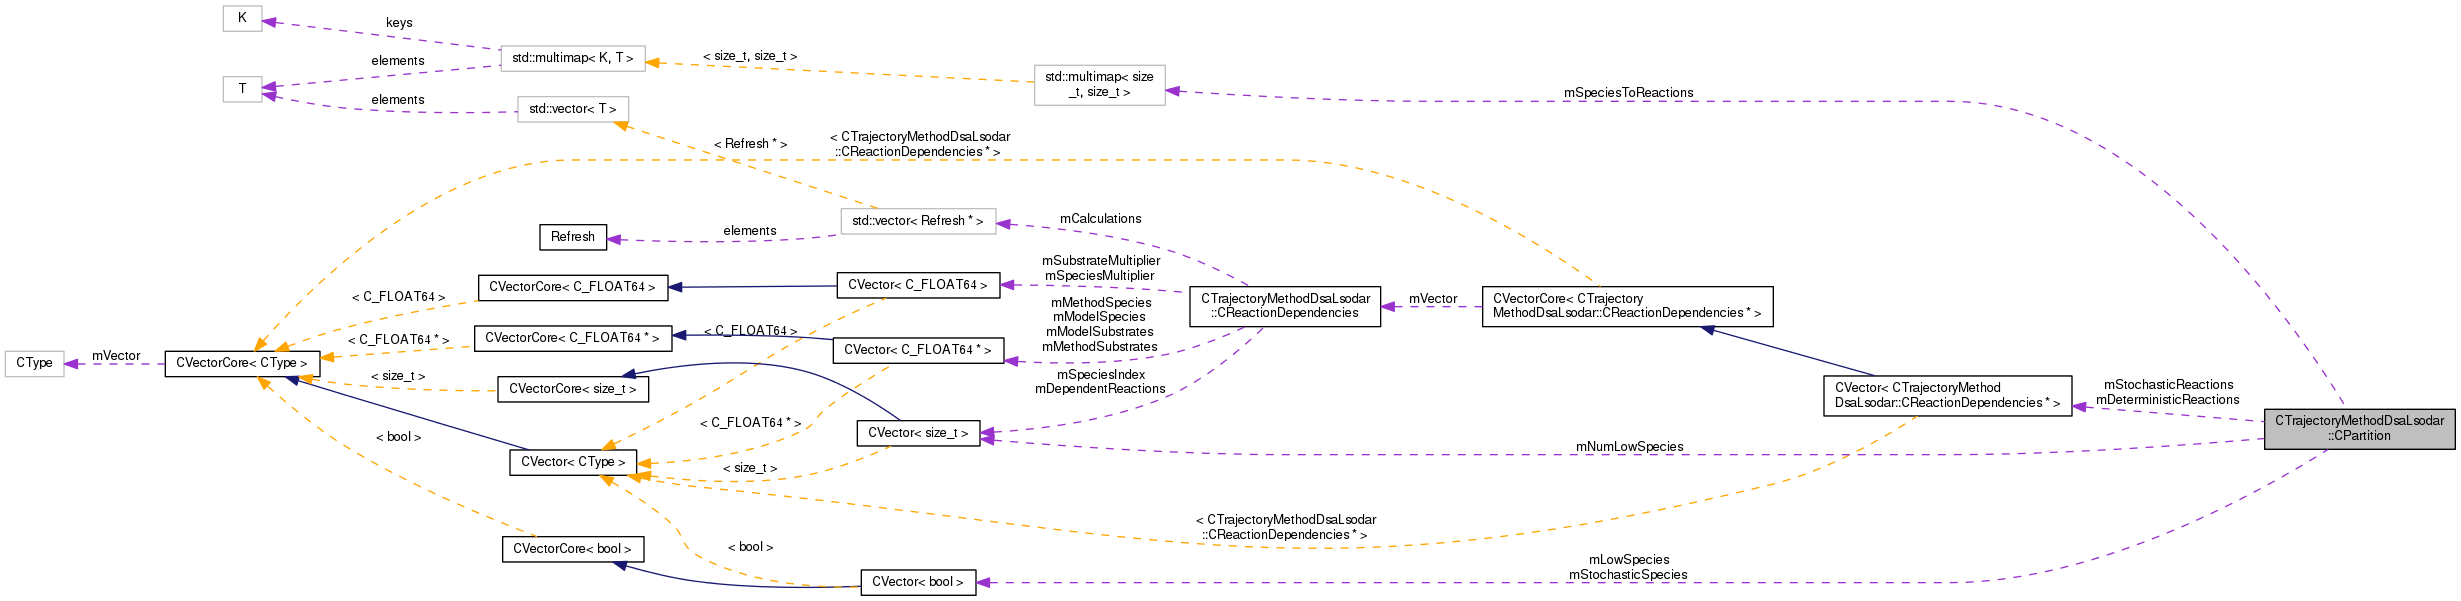 K
keys
std::multimap< K, T >
elements
T
elements
std::vector< T >
< size_t, size_t >
std::multimap< size
_t, size_t >
mSpeciesToReactions
< Refresh * >
< CTrajectoryMethodDsaLsodar
::CReactionDependencies * >
std::vector< Refresh * >
mCalculations
Refresh
elements
CVectorCore< C_FLOAT64 >
< C_FLOAT64 >
CVector< C_FLOAT64 >
mSubstrateMultiplier
mSpeciesMultiplier
CTrajectoryMethodDsaLsodar
::CReactionDependencies
mVector
CVectorCore< CTrajectory
MethodDsaLsodar::CReactionDependencies * >
mMethodSpecies
mModelSpecies
mModelSubstrates
mMethodSubstrates
CVectorCore< C_FLOAT64 * >
< C_FLOAT64 * >
< C_FLOAT64 >
CVector< C_FLOAT64 * >
CType
mVector
CVectorCore< CType >
< size_t >
CVectorCore< size_t >
mSpeciesIndex
mDependentReactions
CVector< CTrajectoryMethod
DsaLsodar::CReactionDependencies * >
mStochasticReactions
mDeterministicReactions
CTrajectoryMethodDsaLsodar
::CPartition
< C_FLOAT64 * >
CVector< size_t >
< bool >
mNumLowSpecies
CVector< CType >
< size_t >
< CTrajectoryMethodDsaLsodar
::CReactionDependencies * >
CVectorCore< bool >
< bool >
CVector< bool >
mLowSpecies
mStochasticSpecies